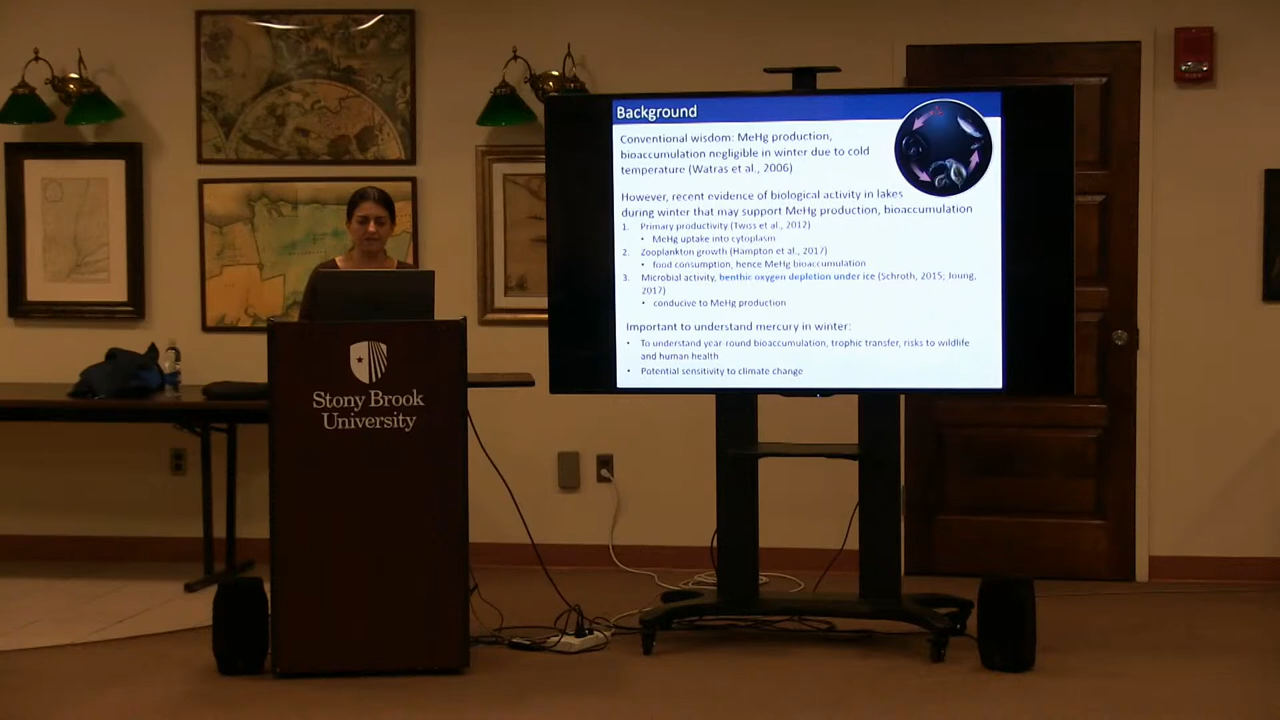 Background
Conventional wisdom: MeHg production,
bioaccumulation negligible in winter due to cold
temperature (Watras et al., 2006)
However, recent evidence of biological activity in lakes
during winter that may support MeHg production, bioaccumulation
1. Primary productivity (Twiss et al., 2012)
• MeHg uptake into cytoplasm
2. Zooplankton growth (Hampton et al., 2017)
• food consumption, hence MeHg bioaccumulation
3. Microbial activity, benthic oxygen depletion under ice (Schroth, 2015; Joung,
2017)
• conducive to MeHg production
Important to understand mercury in winter:
• To understand year-round bioaccumulation, trophic transfer, risks to wildlife
and human health
• Potential sensitivity to climate change
Stony Brook
University